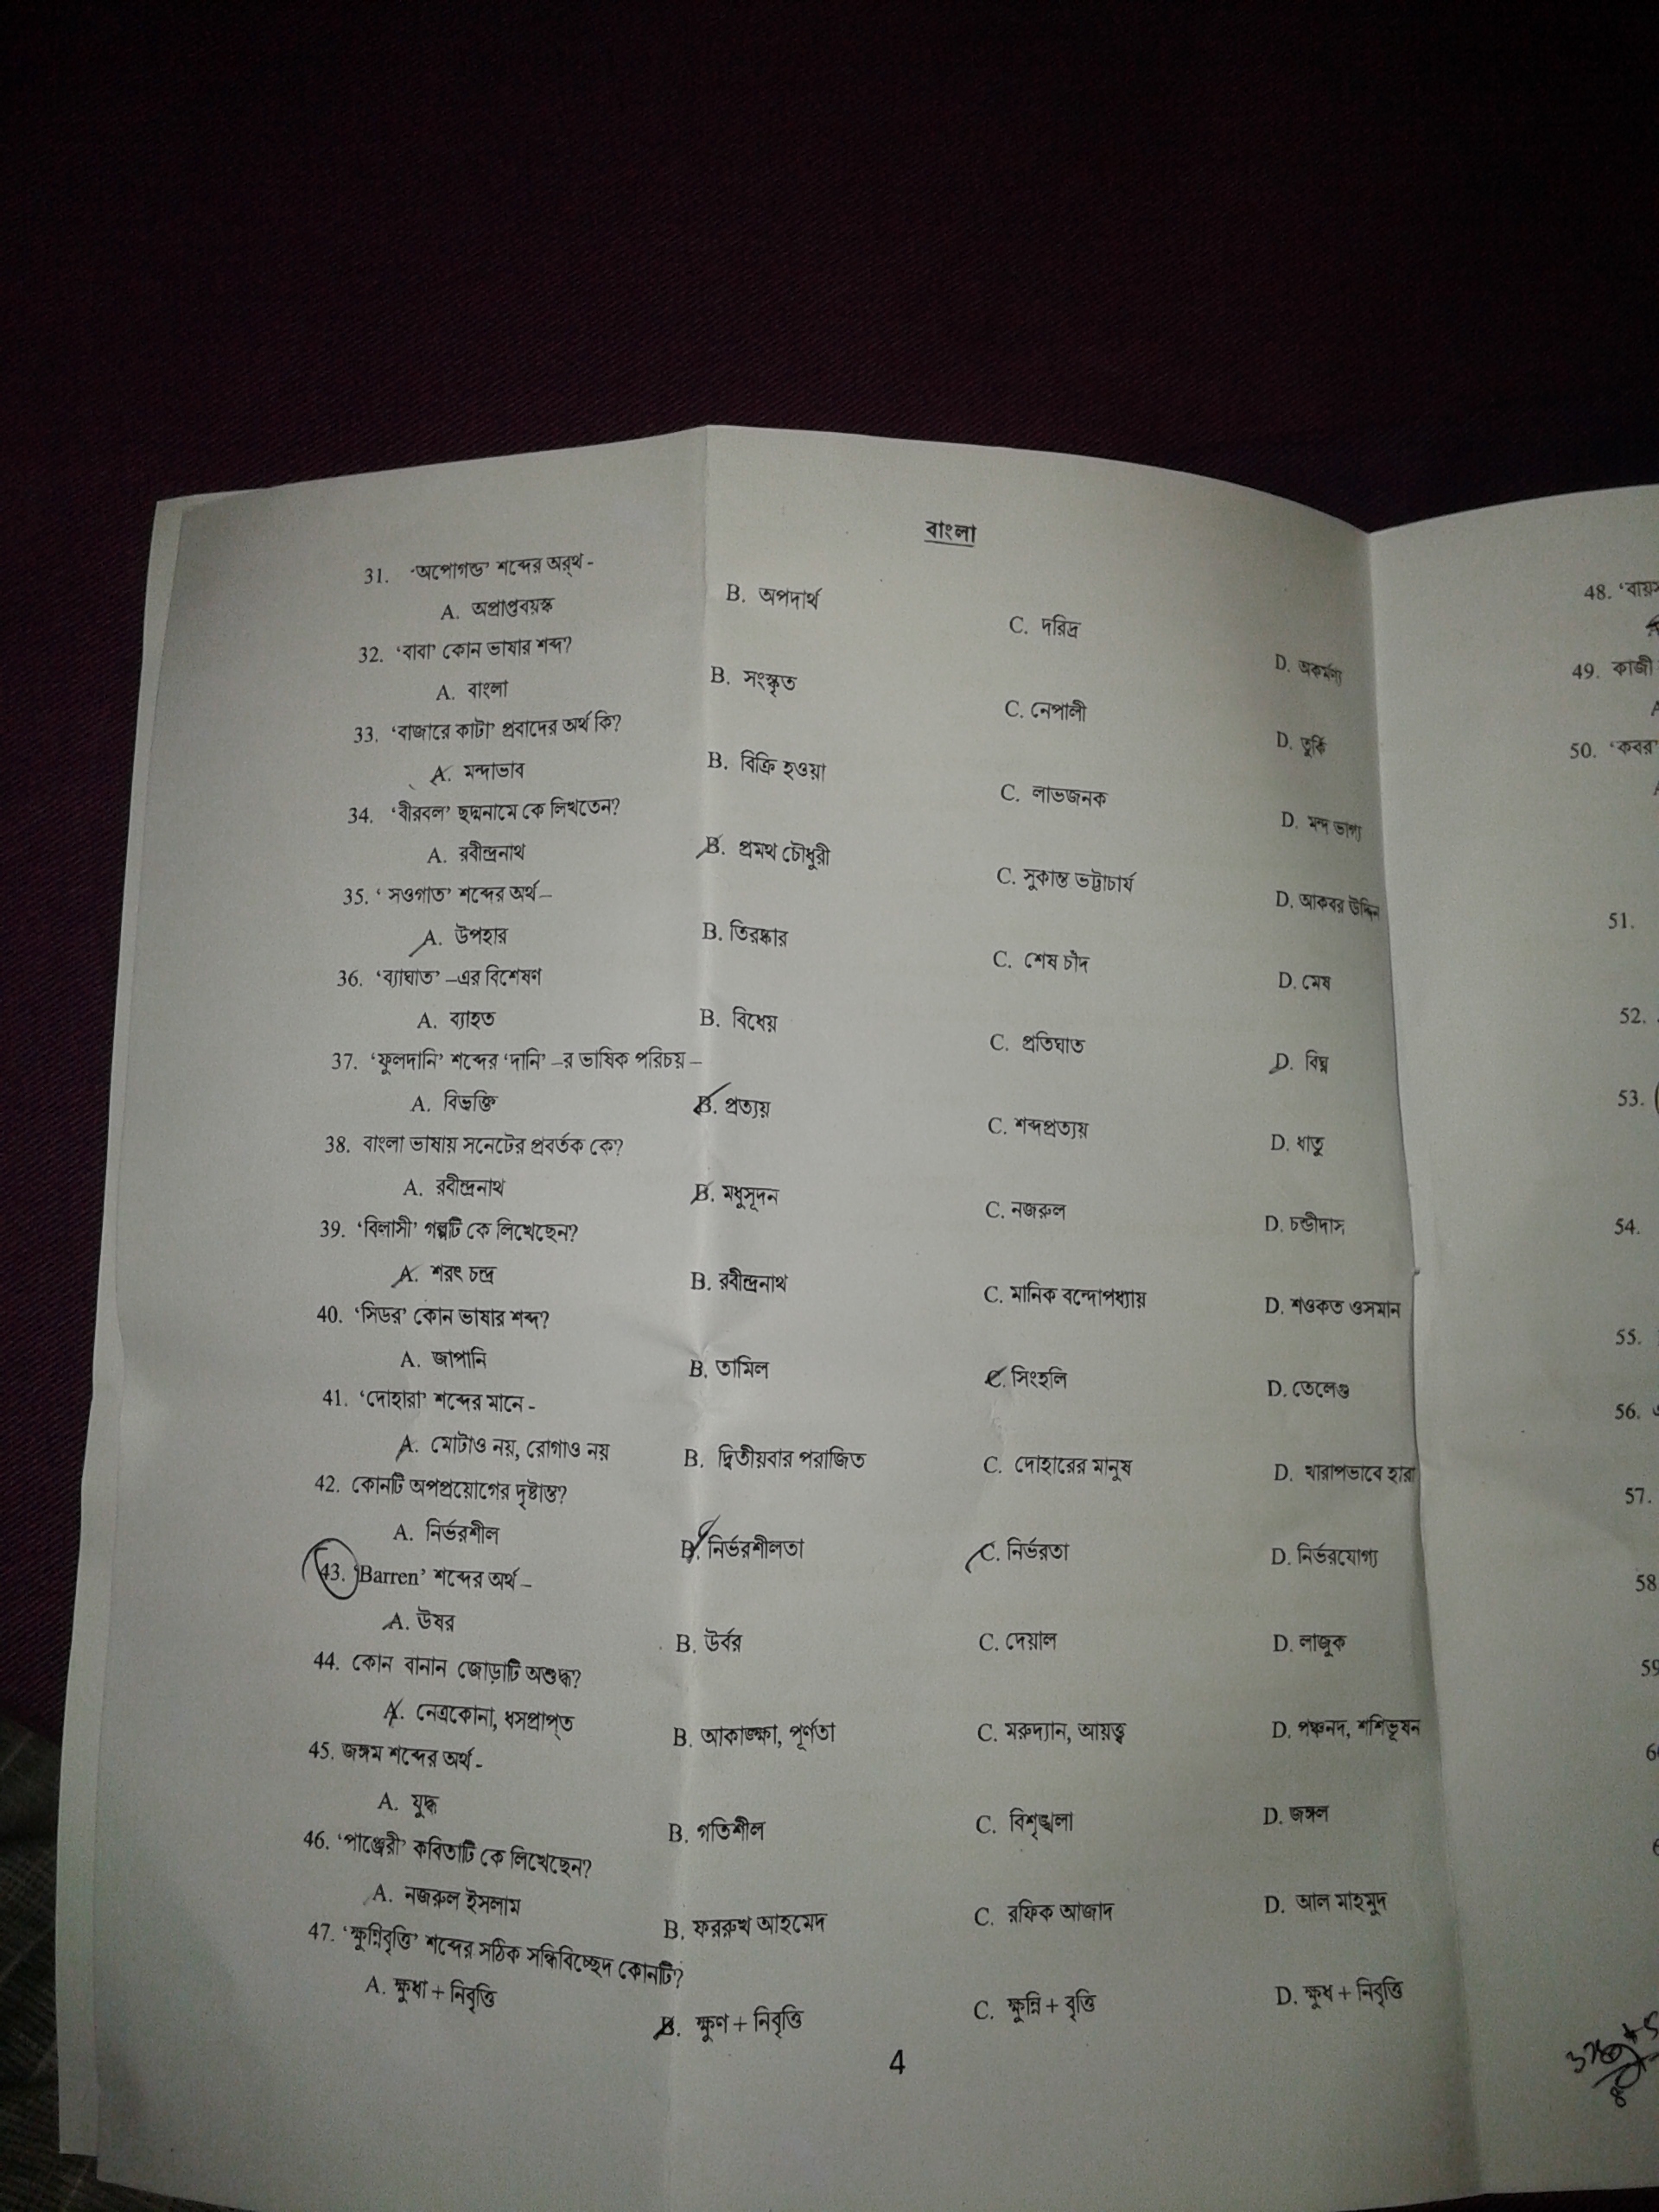 বাংলা
31. ‘অপোগন্ড’ শব্দের অর্থ -
A. অপ্রাপ্তবয়স্ক B. অপদার্থ C. দরিদ্র D. অকর্মণ্য
32. ‘বাবা’ কোন ভাষার শব্দ?
A. বাংলা B. সংস্কৃত C. নেপালী D. তুর্কি
33. ‘বাজারে কাটা’ প্রবাদের অর্থ কি?
A. মন্দাভাব B. বিক্রি হওয়া C. লাভজনক D. মন্দ ভাগ্য
34. ‘বীরবল’ ছদ্মনামে কে লিখতেন?
A. রবীন্দ্রনাথ B. প্রমথ চৌধুরী C. সুকান্ত ভট্টাচার্য D. আকবর উদ্দিন
35. ‘ সওগাত’ শব্দের অর্থ –
A. উপহার B. তিরষ্কার C. শেষ চাঁদ D. মেষ
36. ‘ব্যাঘাত’ –এর বিশেষণ
A. ব্যাহত B. বিধেয় C. প্রতিঘাত D. বিঘ্ন
37. ‘ফুলদানি’ শব্দের ‘দানি’ –র ভাষিক পরিচয় –
A. বিভক্তি B. প্রত্যয় C. শব্দপ্রত্যয় D. ধাতু
38. বাংলা ভাষায় সনেটের প্রবর্তক কে?
A. রবীন্দ্রনাথ B. মধুসূদন C. নজরুল D. চন্ডীদাস
39. ‘বিলাসী’ গল্পটি কে লিখেছেন?
A. শরৎ চন্দ্র B. রবীন্দ্রনাথ C. মানিক বন্দোপধ্যায় D. শওকত ওসমান
40. ‘সিডর’ কোন ভাষার শব্দ?
A. জাপানি B. তামিল C. সিংহলি D. তেলেগু
41. ‘দোহারা’ শব্দের মানে -
A. মোটাও নয়, রোগাও নয় B. দ্বিতীয়বার পরাজিত C. দোহারের মানুষ D. খারাপভাবে হারা
42. কোনটি অপপ্রয়োগের দৃষ্টান্ত?
A. নির্ভরশীল B. নির্ভরশীলতা C. নির্ভরতা D. নির্ভরযোগ্য
43. ‘Barren’ শব্দের অর্থ –
A. উষর B. উর্বর C. দেয়াল D. লাজুক
44. কোন বানান জোড়াটি অশুদ্ধ?
A. নেত্রকোনা, ধসপ্রাপ্ত B. আকাঙ্ক্ষা, পূর্ণতা C. মরুদ্যান, আয়ত্ত্ব D. পঞ্চনদ, শশিভূষন
45. জঙ্গম শব্দের অর্থ -
A. যুদ্ধ B. গতিশীল C. বিশৃঙ্খলা D. জঙ্গল
46. ‘পাঞ্জেরী’ কবিতাটি কে লিখেছেন?
A. নজরুল ইসলাম B. ফররুখ আহমেদ C. রফিক আজাদ D. আল মাহমুদ
47. ‘ক্ষুন্নিবৃত্তি’ শব্দের সঠিক সন্ধিবিচ্ছেদ কোনটি?
A. ক্ষুধা + নিবৃত্তি B. ক্ষুণ + নিবৃত্তি C. ক্ষুন্নি + বৃত্তি D. ক্ষুধ + নিবৃত্তি
4
48.
49. কাজী
50. ‘কবর’
51.
52.
53.
54.
55.
56.
57.
58